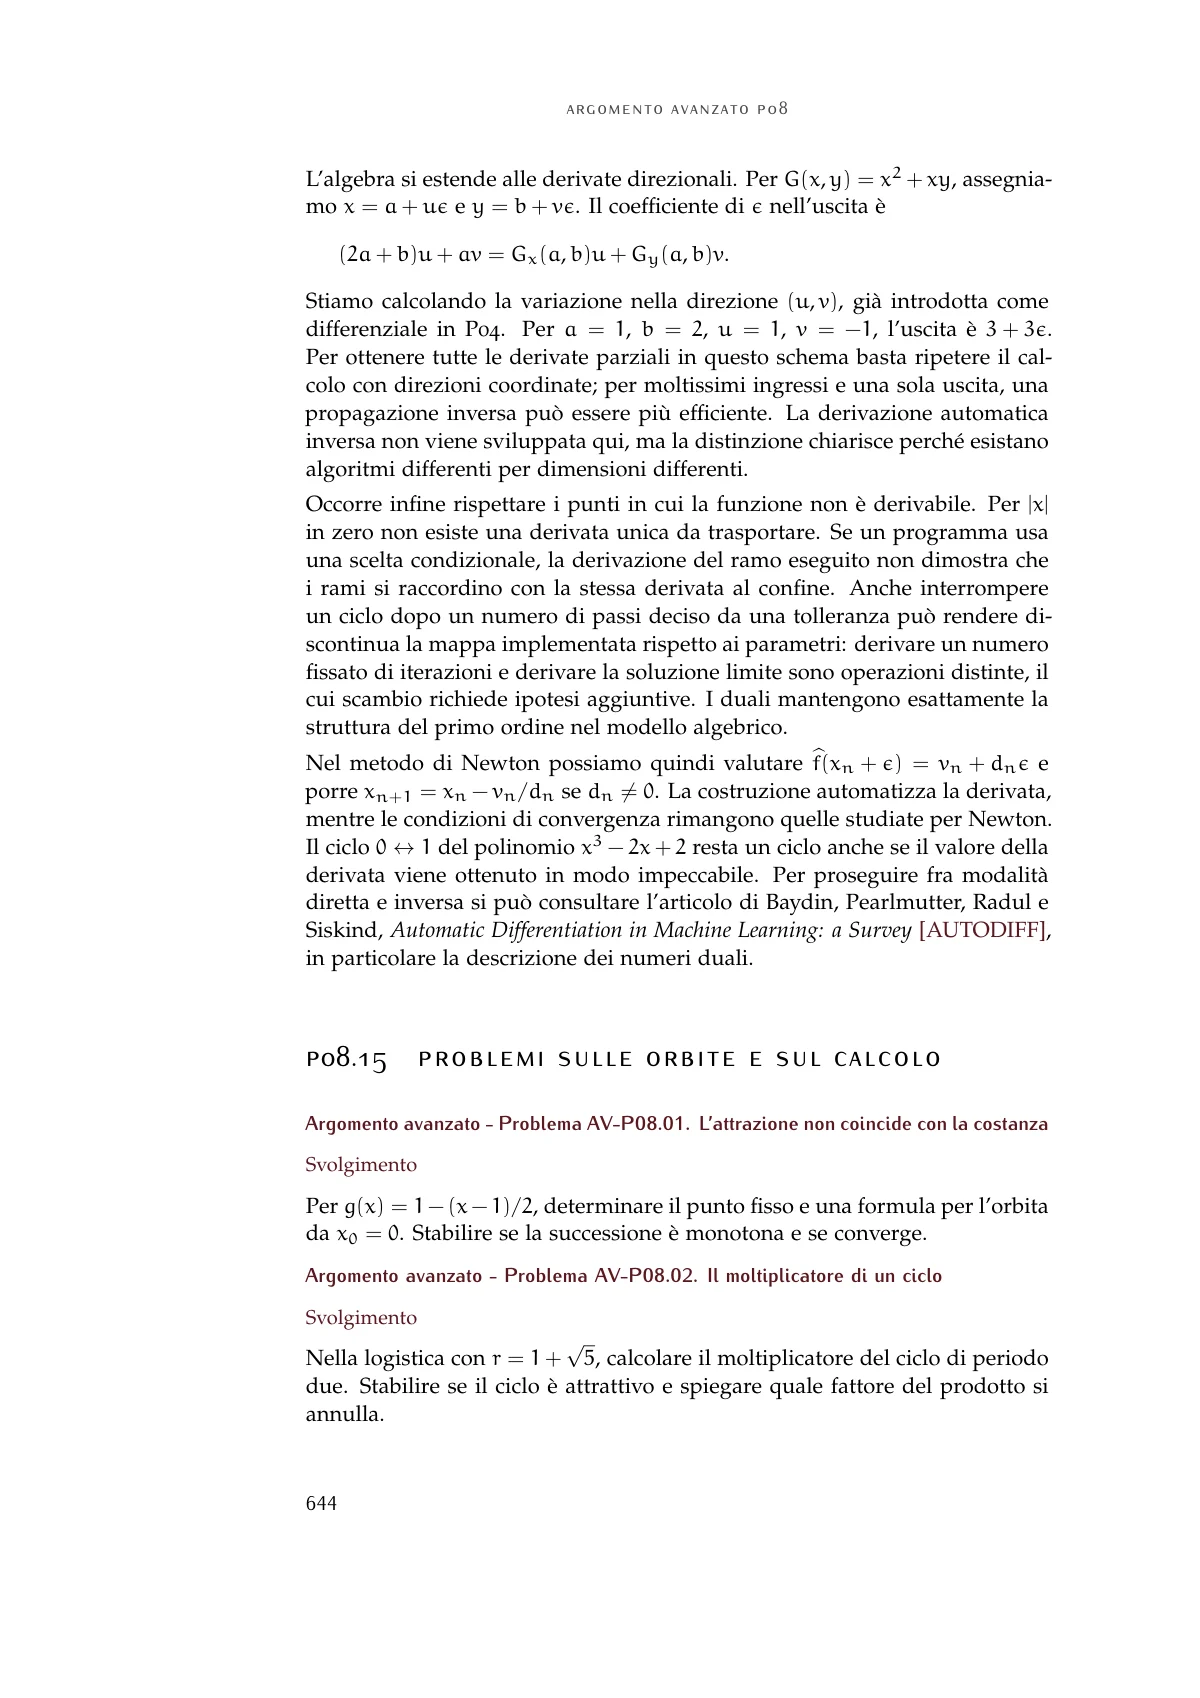 ARGOMENTO AVANZATO P08
L'algebra si estende alle derivate direzionali. Per G(x, y) = x² + xy, assegnia-
mo x = a + uϵ e y = b + vϵ. Il coefficiente di ϵ nell'uscita è
(2a + b)u + av = Gₓ(a, b)u + G_y(a, b)v.
Stiamo calcolando la variazione nella direzione (u, v), già introdotta come
differenziale in P04. Per a = 1, b = 2, u = 1, v = −1, l'uscita è 3 + 3ϵ.
Per ottenere tutte le derivate parziali in questo schema basta ripetere il cal-
colo con direzioni coordinate; per moltissimi ingressi e una sola uscita, una
propagazione inversa può essere più efficiente. La derivazione automatica
inversa non viene sviluppata qui, ma la distinzione chiarisce perché esistano
algoritmi differenti per dimensioni differenti.
Occorre infine rispettare i punti in cui la funzione non è derivabile. Per |x|
in zero non esiste una derivata unica da trasportare. Se un programma usa
una scelta condizionale, la derivazione del ramo eseguito non dimostra che
i rami si raccordino con la stessa derivata al confine. Anche interrompere
un ciclo dopo un numero di passi deciso da una tolleranza può rendere di-
scontinua la mappa implementata rispetto ai parametri: derivare un numero
fissato di iterazioni e derivare la soluzione limite sono operazioni distinte, il
cui scambio richiede ipotesi aggiuntive. I duali mantengono esattamente la
struttura del primo ordine nel modello algebrico.
Nel metodo di Newton possiamo quindi valutare f̂(xₙ + ϵ) = vₙ + dₙϵ e
porre xₙ₊₁ = xₙ − vₙ/dₙ se dₙ ≠ 0. La costruzione automatizza la derivata,
mentre le condizioni di convergenza rimangono quelle studiate per Newton.
Il ciclo 0 ↔ 1 del polinomio x³ − 2x + 2 resta un ciclo anche se il valore della
derivata viene ottenuto in modo impeccabile. Per proseguire fra modalità
diretta e inversa si può consultare l'articolo di Baydin, Pearlmutter, Radul e
Siskind, Automatic Differentiation in Machine Learning: a Survey [AUTODIFF],
in particolare la descrizione dei numeri duali.
P08.15 PROBLEMI SULLE ORBITE E SUL CALCOLO
Argomento avanzato – Problema AV-P08.01. L'attrazione non coincide con la costanza
Svolgimento
Per g(x) = 1 − (x − 1)/2, determinare il punto fisso e una formula per l'orbita
da x₀ = 0. Stabilire se la successione è monotona e se converge.
Argomento avanzato – Problema AV-P08.02. Il moltiplicatore di un ciclo
Svolgimento
Nella logistica con r = 1 + √5, calcolare il moltiplicatore del ciclo di periodo
due. Stabilire se il ciclo è attrattivo e spiegare quale fattore del prodotto si
annulla.
644